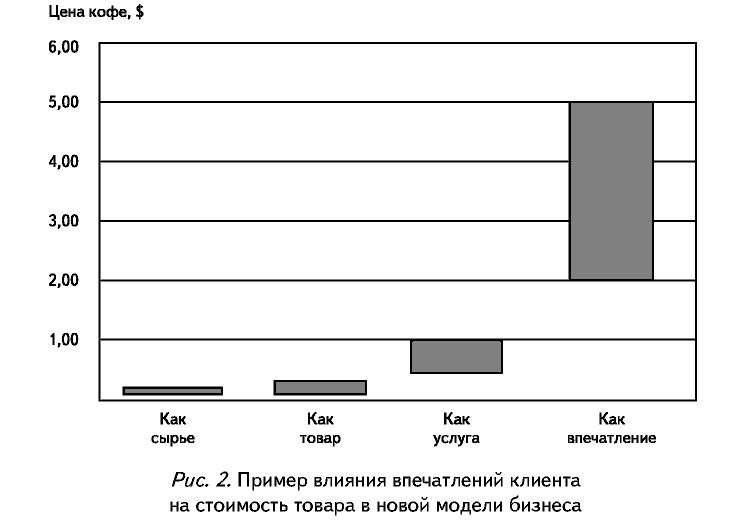 Цена кофе, $
6,00
5,00
4,00
3,00
2,00
1,00
Как сырье
Как товар
Как услуга
Как впечатление
Рис. 2. Пример влияния впечатлений клиента
на стоимость товара в новой модели бизнеса